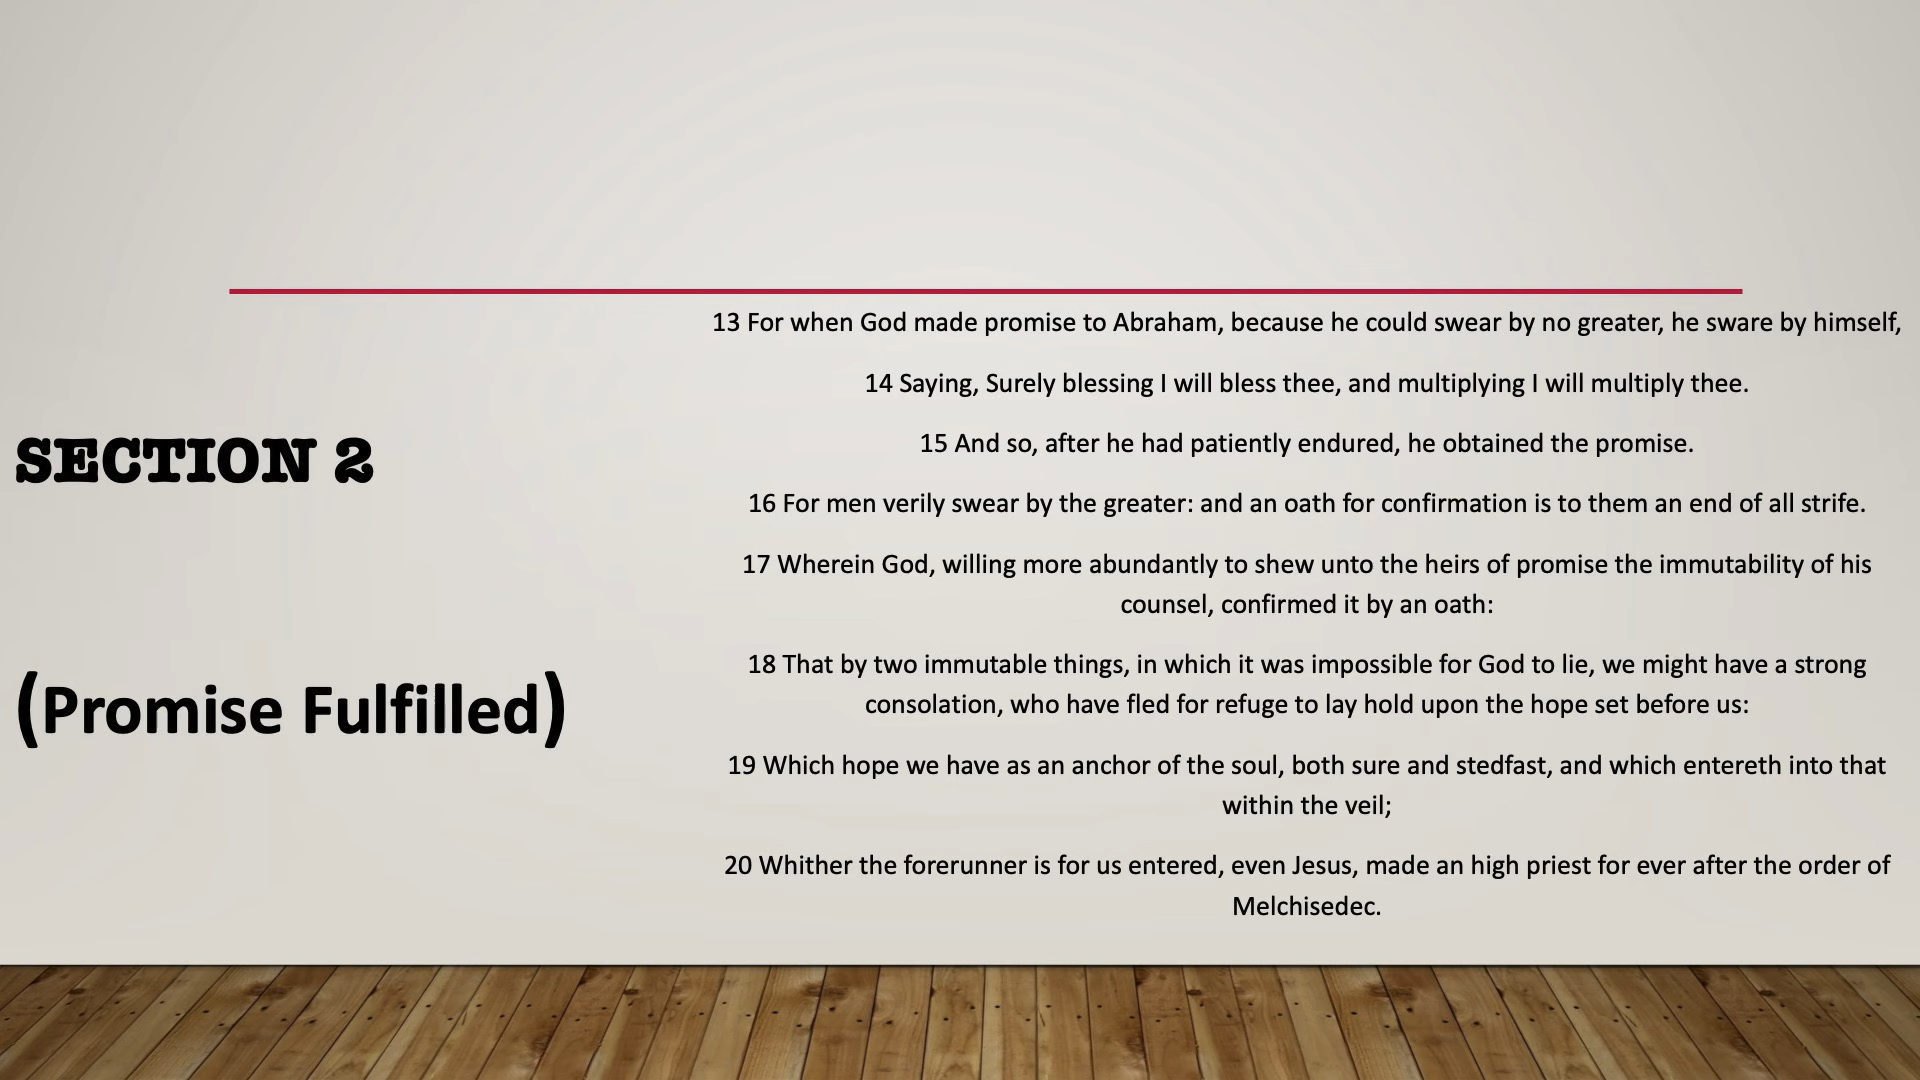 SECTION 2
(Promise Fulfilled)
13 For when God made promise to Abraham, because he could swear by no greater, he sware by himself,
14 Saying, Surely blessing I will bless thee, and multiplying I will multiply thee.
15 And so, after he had patiently endured, he obtained the promise.
16 For men verily swear by the greater: and an oath for confirmation is to them an end of all strife.
17 Wherein God, willing more abundantly to shew unto the heirs of promise the immutability of his
counsel, confirmed it by an oath:
18 That by two immutable things, in which it was impossible for God to lie, we might have a strong
consolation, who have fled for refuge to lay hold upon the hope set before us:
19 Which hope we have as an anchor of the soul, both sure and stedfast, and which entereth into that
within the veil;
20 Whither the forerunner is for us entered, even Jesus, made an high priest for ever after the order of
Melchisedec.